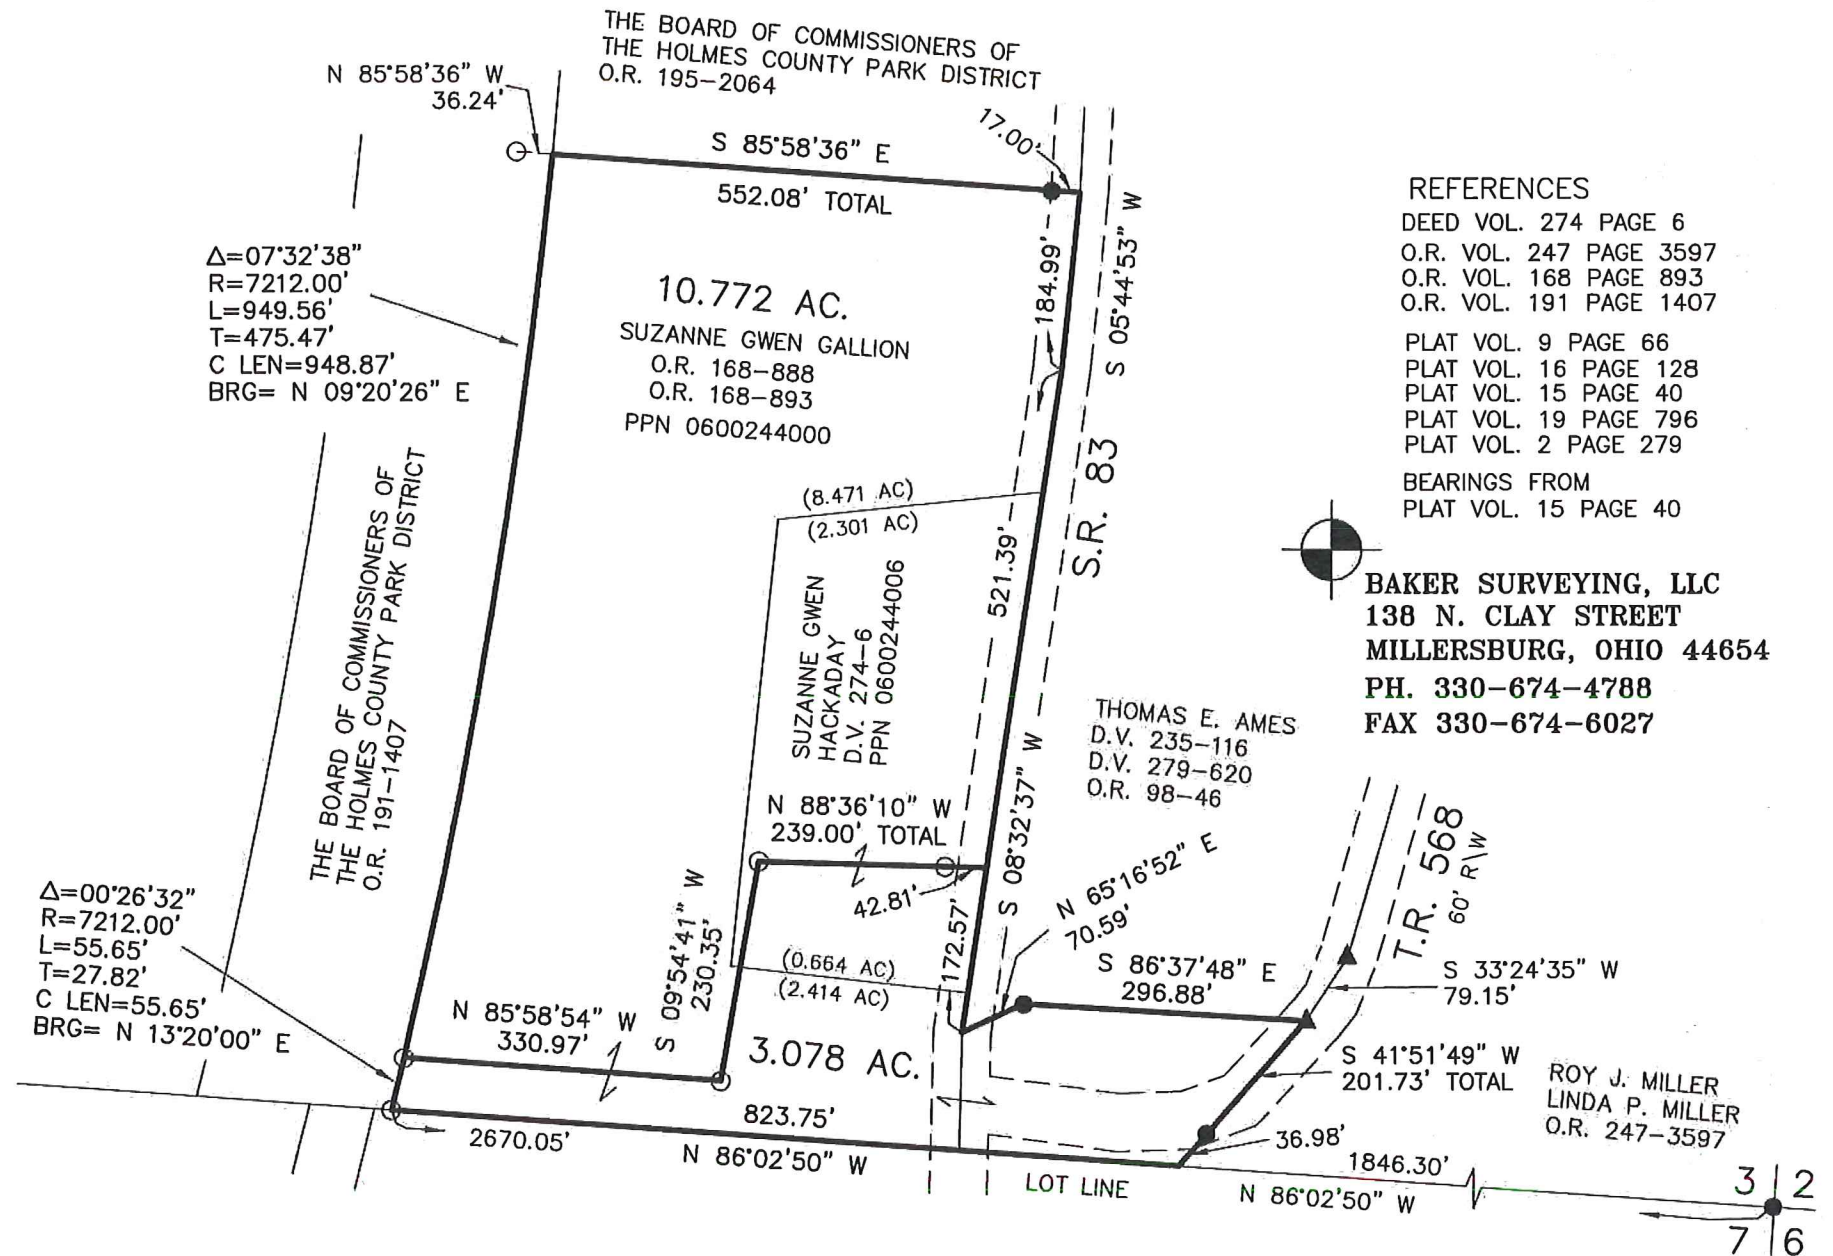 THE BOARD OF COMMISSIONERS OF
THE HOLMES COUNTY PARK DISTRICT
O.R. 195-2064
N 85°58'36" W
36.24'
17.00'
S 85°58'36" E
552.08' TOTAL
184.99'
S 05°44'53" W
Δ=07°32'38"
R=7212.00'
L=949.56'
T=475.47'
C LEN=948.87'
BRG= N 09°20'26" E
10.772 AC.
SUZANNE GWEN GALLION
O.R. 168-888
O.R. 168-893
PPN 0600244000
REFERENCES
DEED VOL. 274 PAGE 6
O.R. VOL. 247 PAGE 3597
O.R. VOL. 168 PAGE 893
O.R. VOL. 191 PAGE 1407
PLAT VOL. 9 PAGE 66
PLAT VOL. 16 PAGE 128
PLAT VOL. 15 PAGE 40
PLAT VOL. 19 PAGE 796
PLAT VOL. 2 PAGE 279
BEARINGS FROM
PLAT VOL. 15 PAGE 40
BAKER SURVEYING, LLC
138 N. CLAY STREET
MILLERSBURG, OHIO 44654
PH. 330-674-4788
FAX 330-674-6027
(8.471 AC)
(2.301 AC)
521.39'
S.R. 83
SUZANNE GWEN
HACKADAY
D.V. 274-6
PPN 0600244006
THE BOARD OF COMMISSIONERS OF
THE HOLMES COUNTY PARK DISTRICT
O.R. 191-1407
THOMAS E. AMES
D.V. 235-116
D.V. 279-620
O.R. 98-46
N 88°36'10" W
239.00' TOTAL
42.81'
S 08°32'37" W
N 65°16'52" E
70.59'
T.R. 568
60' R\W
Δ=00°26'32"
R=7212.00'
L=55.65'
T=27.82'
C LEN=55.65'
BRG= N 13°20'00" E
S 09°54'41" W
230.35'
172.57'
(0.664 AC)
(2.414 AC)
S 86°37'48" E
296.88'
S 33°24'35" W
79.15'
N 85°58'54" W
330.97'
3.078 AC.
S 41°51'49" W
201.73' TOTAL
ROY J. MILLER
LINDA P. MILLER
O.R. 247-3597
823.75'
2670.05'
N 86°02'50" W
36.98'
LOT LINE
1846.30'
N 86°02'50" W
3 2
7 6